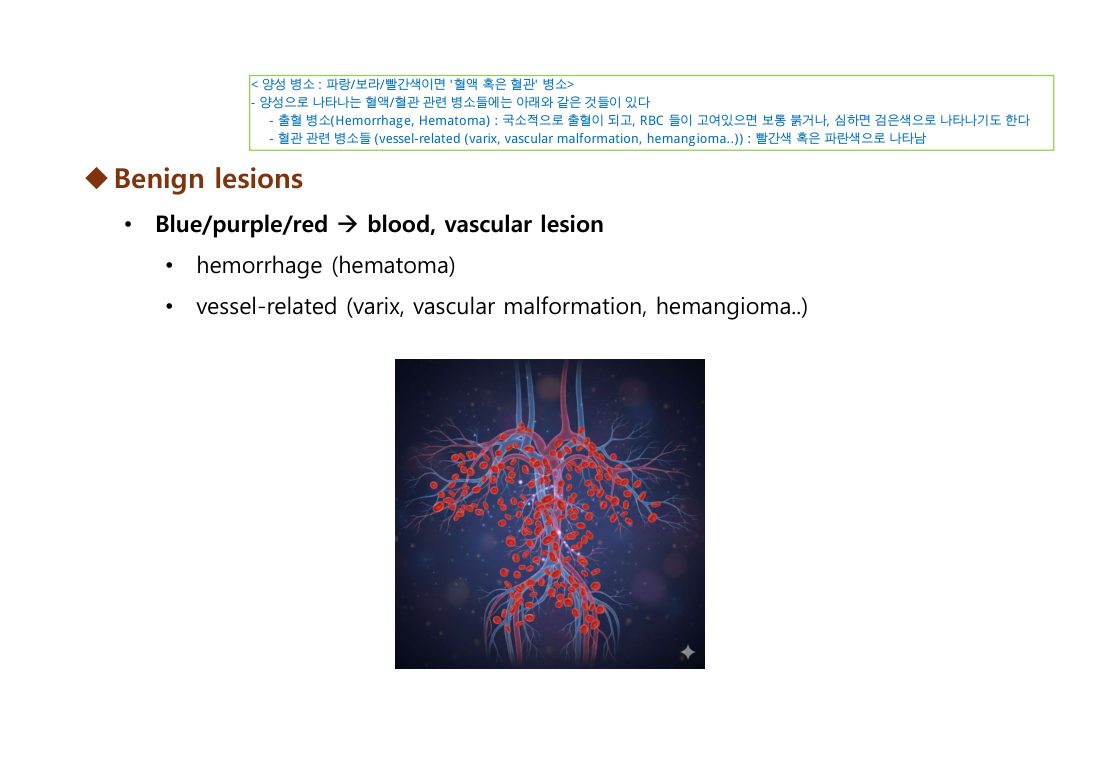 < 양성 병소 : 파랑/보라/빨간색이면 '혈액 혹은 혈관' 병소>
- 양성으로 나타나는 혈액/혈관 관련 병소들에는 아래와 같은 것들이 있다
- 출혈 병소(Hemorrhage, Hematoma) : 국소적으로 출혈이 되고, RBC 들이 고여있으면 보통 붉거나, 심하면 검은색으로 나타나기도 한다
- 혈관 관련 병소들 (vessel-related (varix, vascular malformation, hemangioma..)) : 빨간색 혹은 파란색으로 나타남
◆ Benign lesions
• Blue/purple/red → blood, vascular lesion
• hemorrhage (hematoma)
• vessel-related (varix, vascular malformation, hemangioma..)